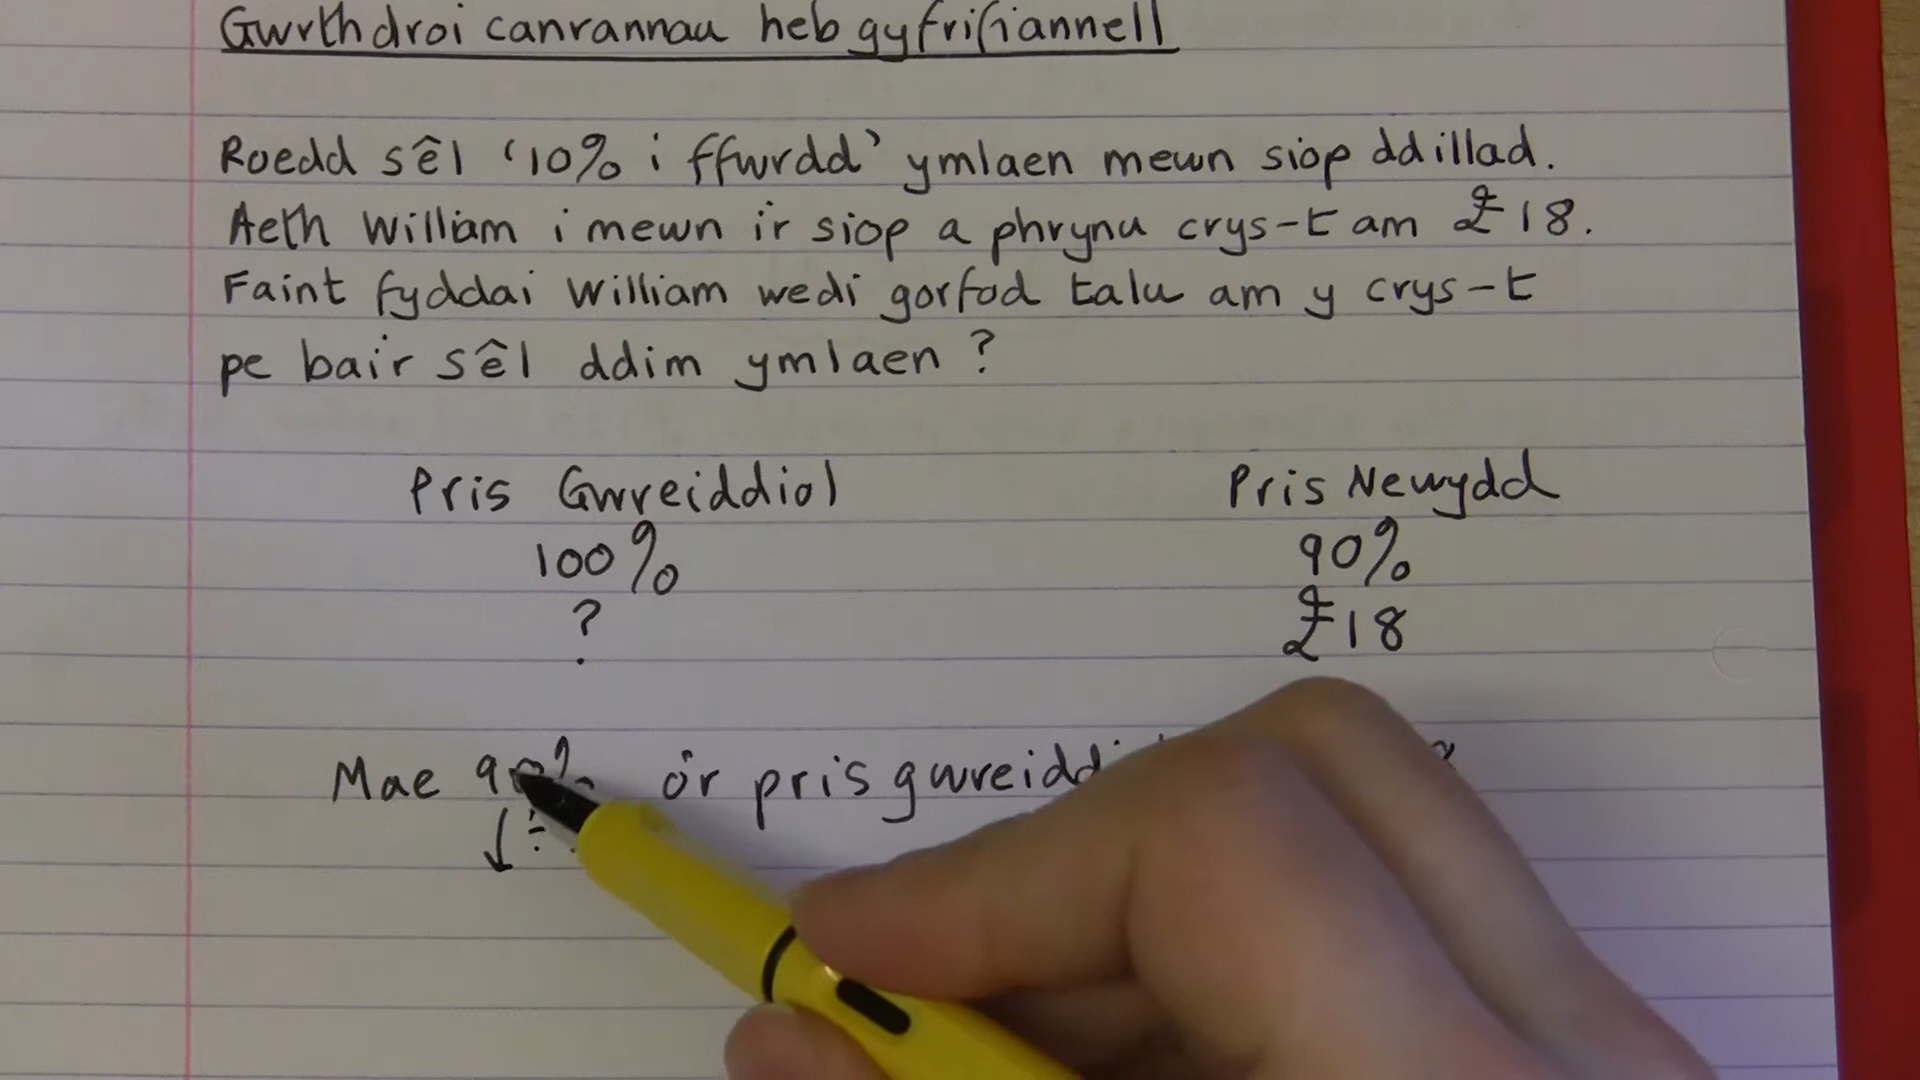 Gwrthdroi canrannau heb gyfrifiannell
Roedd sêl '10% i ffwrdd' ymlaen mewn siop ddillad.
Aeth William i mewn i'r siop a phrynu crys-t am £18.
Faint fyddai William wedi gorfod talu am y crys-t
pe bai'r sêl ddim ymlaen?
Pris Gwreiddiol Pris Newydd
100% 90%
? £18
Mae 90% o'r pris
↓ ÷